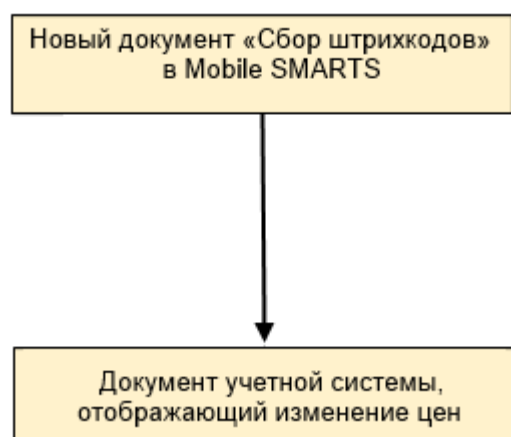 Новый документ «Сбор штрихкодов»
в Mobile SMARTS
Документ учетной системы,
отображающий изменение цен